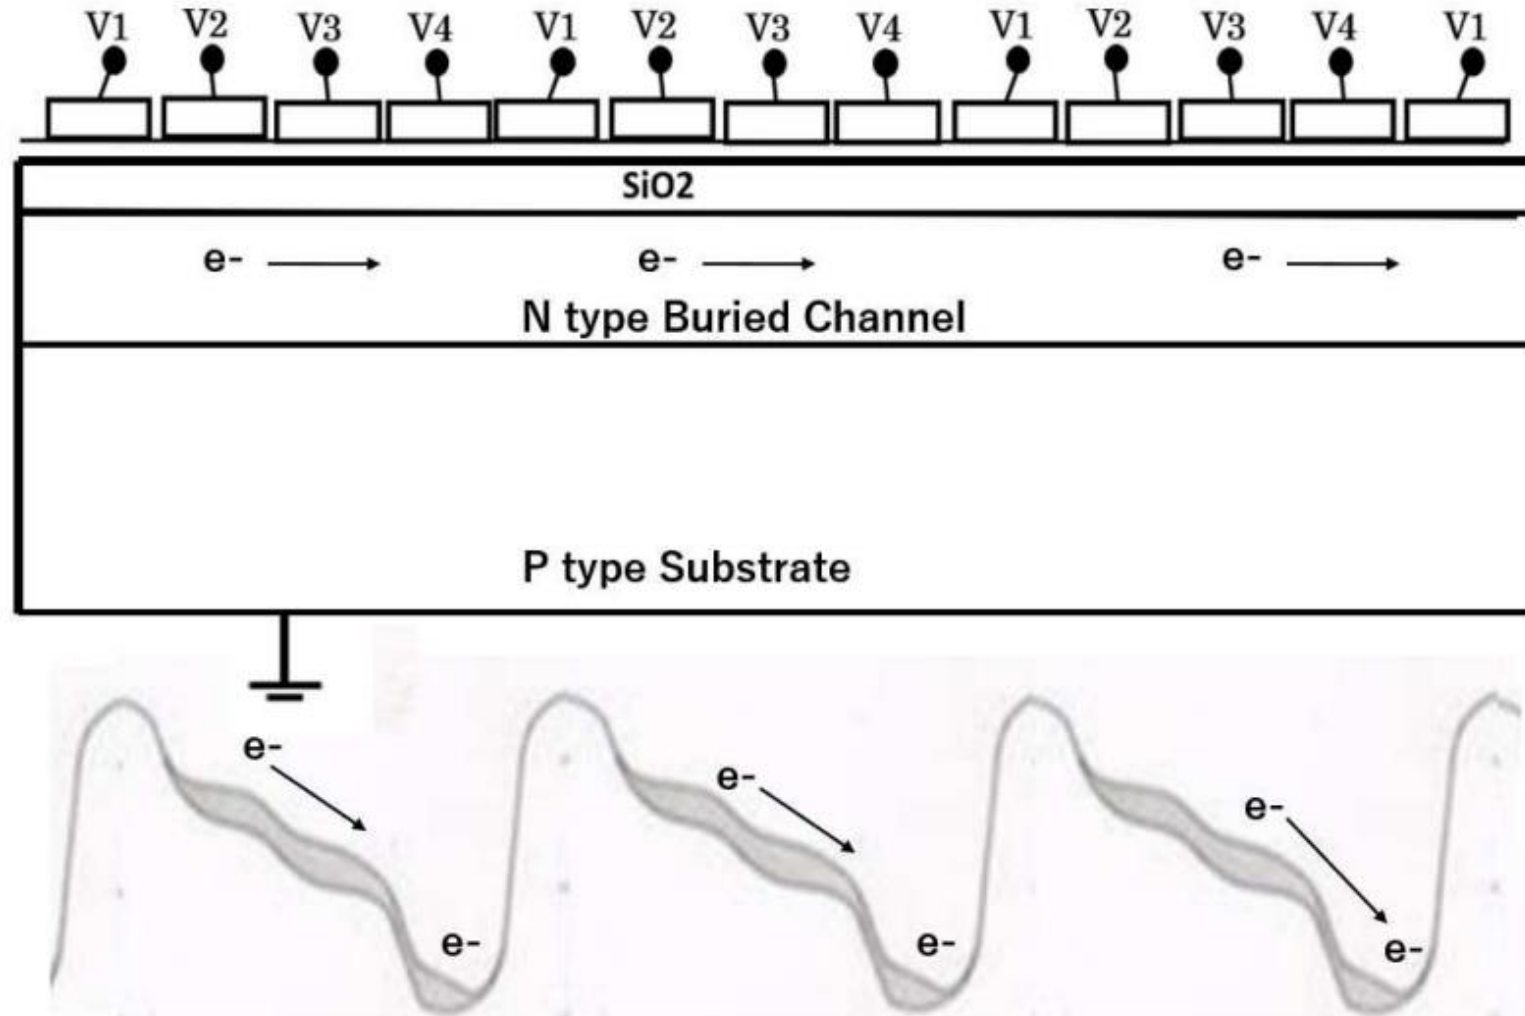 V1 V2 V3 V4 V1 V2 V3 V4 V1 V2 V3 V4 V1
SiO2
e- e- e-
N type Buried Channel
P type Substrate
e- e- e-
e- e- e-